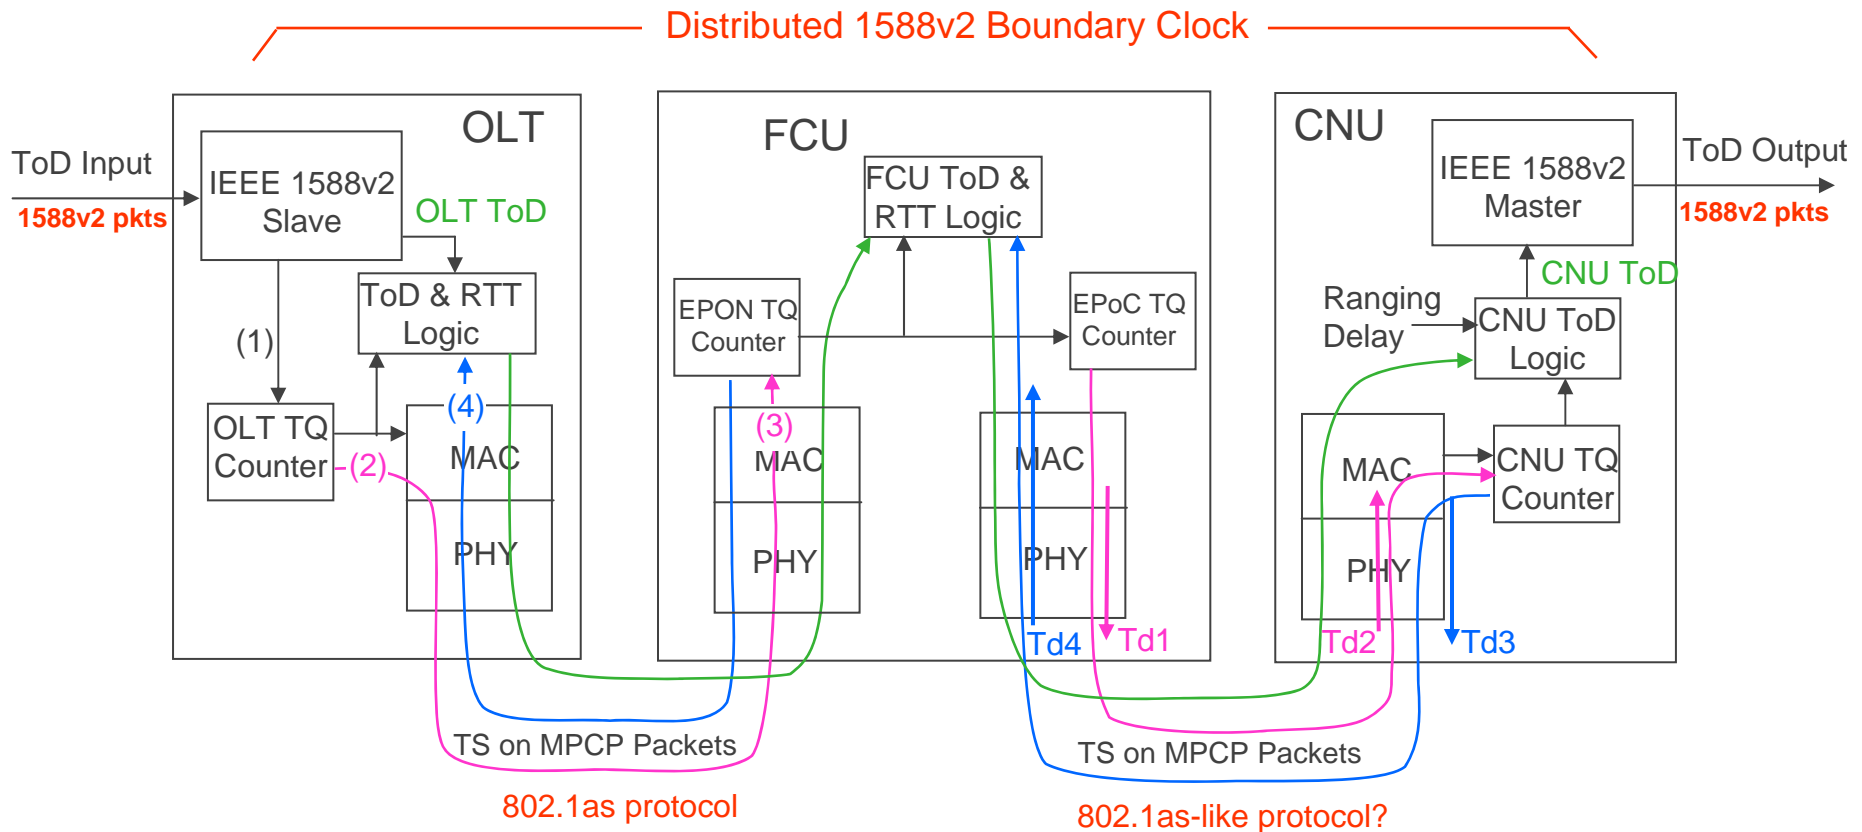 Distributed 1588v2 Boundary Clock
OLT
ToD Input
1588v2 pkts
IEEE 1588v2
Slave
OLT ToD
ToD & RTT
Logic
(1)
(4)
OLT TQ
Counter
(2)
MAC
PHY
FCU
FCU ToD &
RTT Logic
EPON TQ
Counter
EPoC TQ
Counter
(3)
MAC
PHY
MAC
PHY
Td4
Td1
CNU
IEEE 1588v2
Master
ToD Output
1588v2 pkts
CNU ToD
Ranging
Delay
CNU ToD
Logic
MAC
PHY
CNU TQ
Counter
Td2
Td3
TS on MPCP Packets
TS on MPCP Packets
802.1as protocol
802.1as-like protocol?